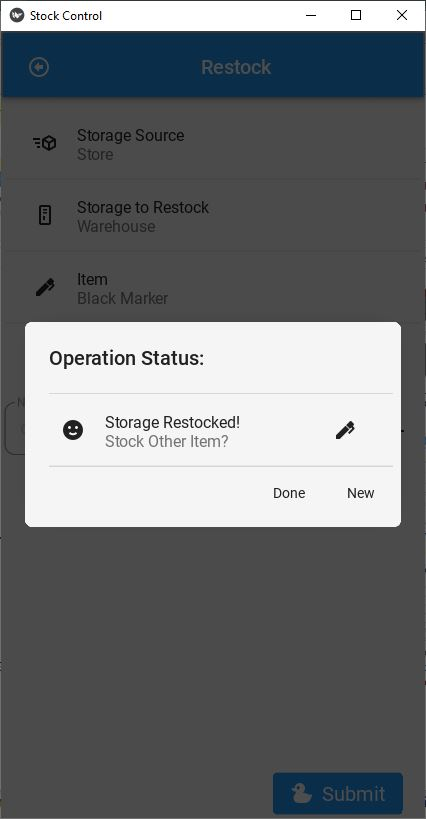 Stock Control
Restock
Storage Source
Store
Storage to Restock
Warehouse
Item
Black Marker
Operation Status:
Storage Restocked!
Stock Other Item?
Done
New
Submit